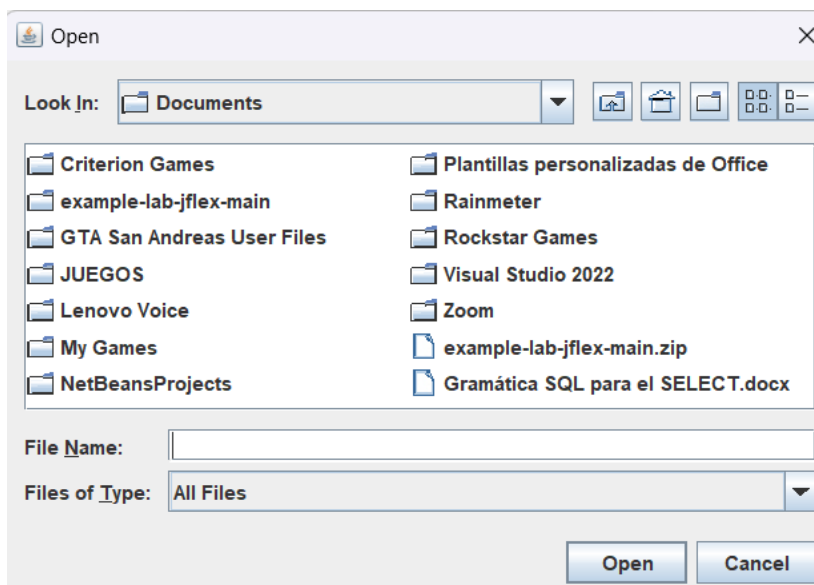 Open
Look In: Documents
Criterion Games
example-lab-jflex-main
GTA San Andreas User Files
JUEGOS
Lenovo Voice
My Games
NetBeansProjects
Plantillas personalizadas de Office
Rainmeter
Rockstar Games
Visual Studio 2022
Zoom
example-lab-jflex-main.zip
Gramática SQL para el SELECT.docx
File Name:
Files of Type: All Files
Open Cancel